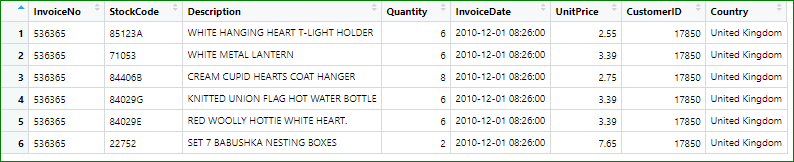 InvoiceNo StockCode Description Quantity InvoiceDate UnitPrice CustomerID Country
1 536365 85123A WHITE HANGING HEART T-LIGHT HOLDER 6 2010-12-01 08:26:00 2.55 17850 United Kingdom
2 536365 71053 WHITE METAL LANTERN 6 2010-12-01 08:26:00 3.39 17850 United Kingdom
3 536365 84406B CREAM CUPID HEARTS COAT HANGER 8 2010-12-01 08:26:00 2.75 17850 United Kingdom
4 536365 84029G KNITTED UNION FLAG HOT WATER BOTTLE 6 2010-12-01 08:26:00 3.39 17850 United Kingdom
5 536365 84029E RED WOOLLY HOTTIE WHITE HEART. 6 2010-12-01 08:26:00 3.39 17850 United Kingdom
6 536365 22752 SET 7 BABUSHKA NESTING BOXES 2 2010-12-01 08:26:00 7.65 17850 United Kingdom